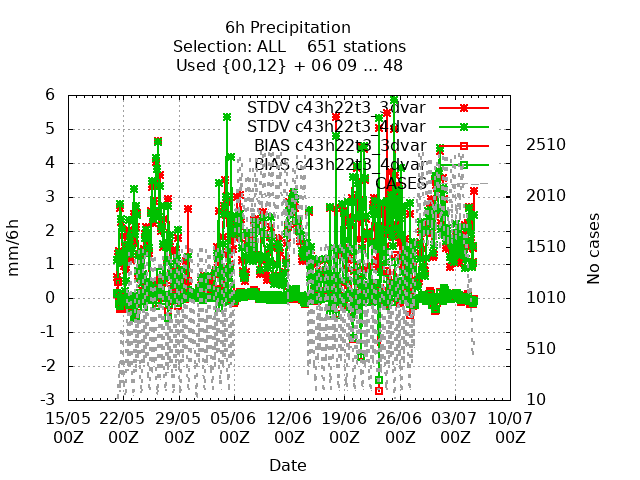 6h Precipitation
Selection: ALL    651 stations
Used {00,12} + 06 09 ... 48
STDV c43h22t3_3dvar
STDV c43h22t3_4dvar
BIAS c43h22t3_3dvar
BIAS c43h22t3_4dvar
CASES
6
5
4
3
2
1
0
-1
-2
-3
mm/6h
2510
2010
1510
1010
510
10
No cases
15/05 22/05 29/05 05/06 12/06 19/06 26/06 03/07 10/07
00Z 00Z 00Z 00Z 00Z 00Z 00Z 00Z 00Z
Date